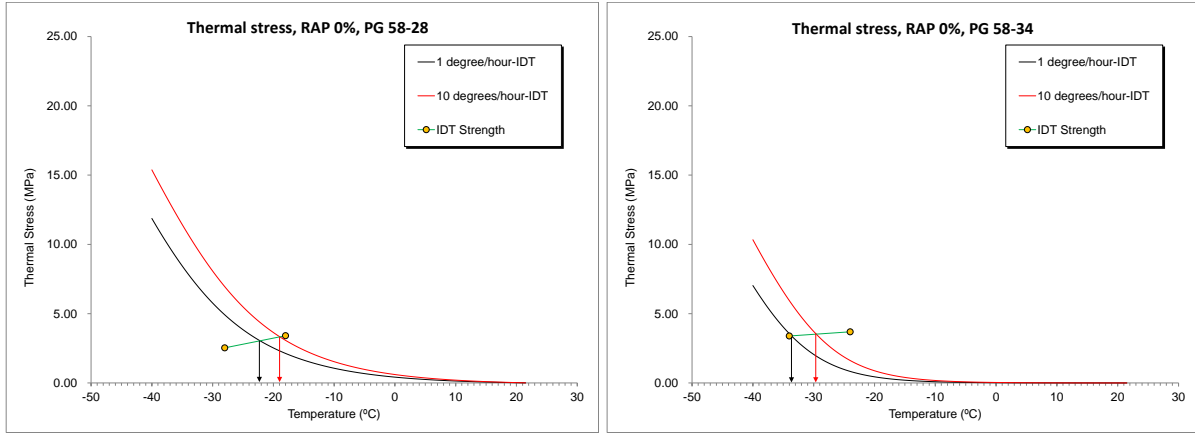 Thermal stress, RAP 0%, PG 58-28
25.00
20.00
15.00
10.00
5.00
0.00
-50 -40 -30 -20 -10 0 10 20 30
Thermal Stress (MPa)
Temperature (ºC)
1 degree/hour-IDT
10 degrees/hour-IDT
IDT Strength
Thermal stress, RAP 0%, PG 58-34
25.00
20.00
15.00
10.00
5.00
0.00
-50 -40 -30 -20 -10 0 10 20 30
Thermal Stress (MPa)
Temperature (ºC)
1 degree/hour-IDT
10 degrees/hour-IDT
IDT Strength